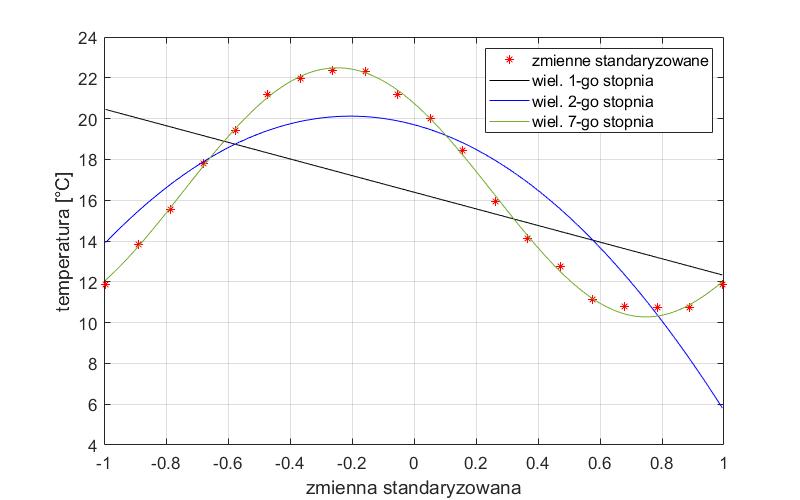 24
22
20
18
16
14
12
10
8
6
4
temperatura [°C]
zmienne standaryzowane
wiel. 1-go stopnia
wiel. 2-go stopnia
wiel. 7-go stopnia
-1 -0.8 -0.6 -0.4 -0.2 0 0.2 0.4 0.6 0.8 1
zmienna standaryzowana